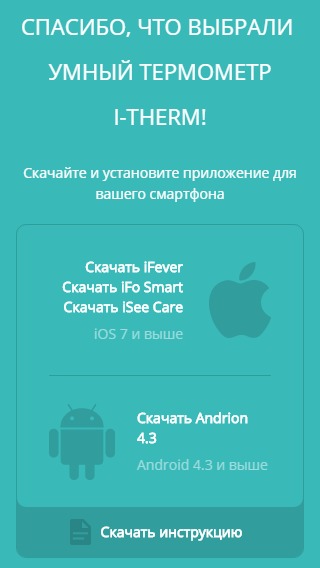 СПАСИБО, ЧТО ВЫБРАЛИ
УМНЫЙ ТЕРМОМЕТР
I-THERM!
Скачайте и установите приложение для
вашего смартфона
Скачать iFever
Скачать iFo Smart
Скачать iSee Care
iOS 7 и выше
Скачать Andrion
4.3
Android 4.3 и выше
Скачать инструкцию